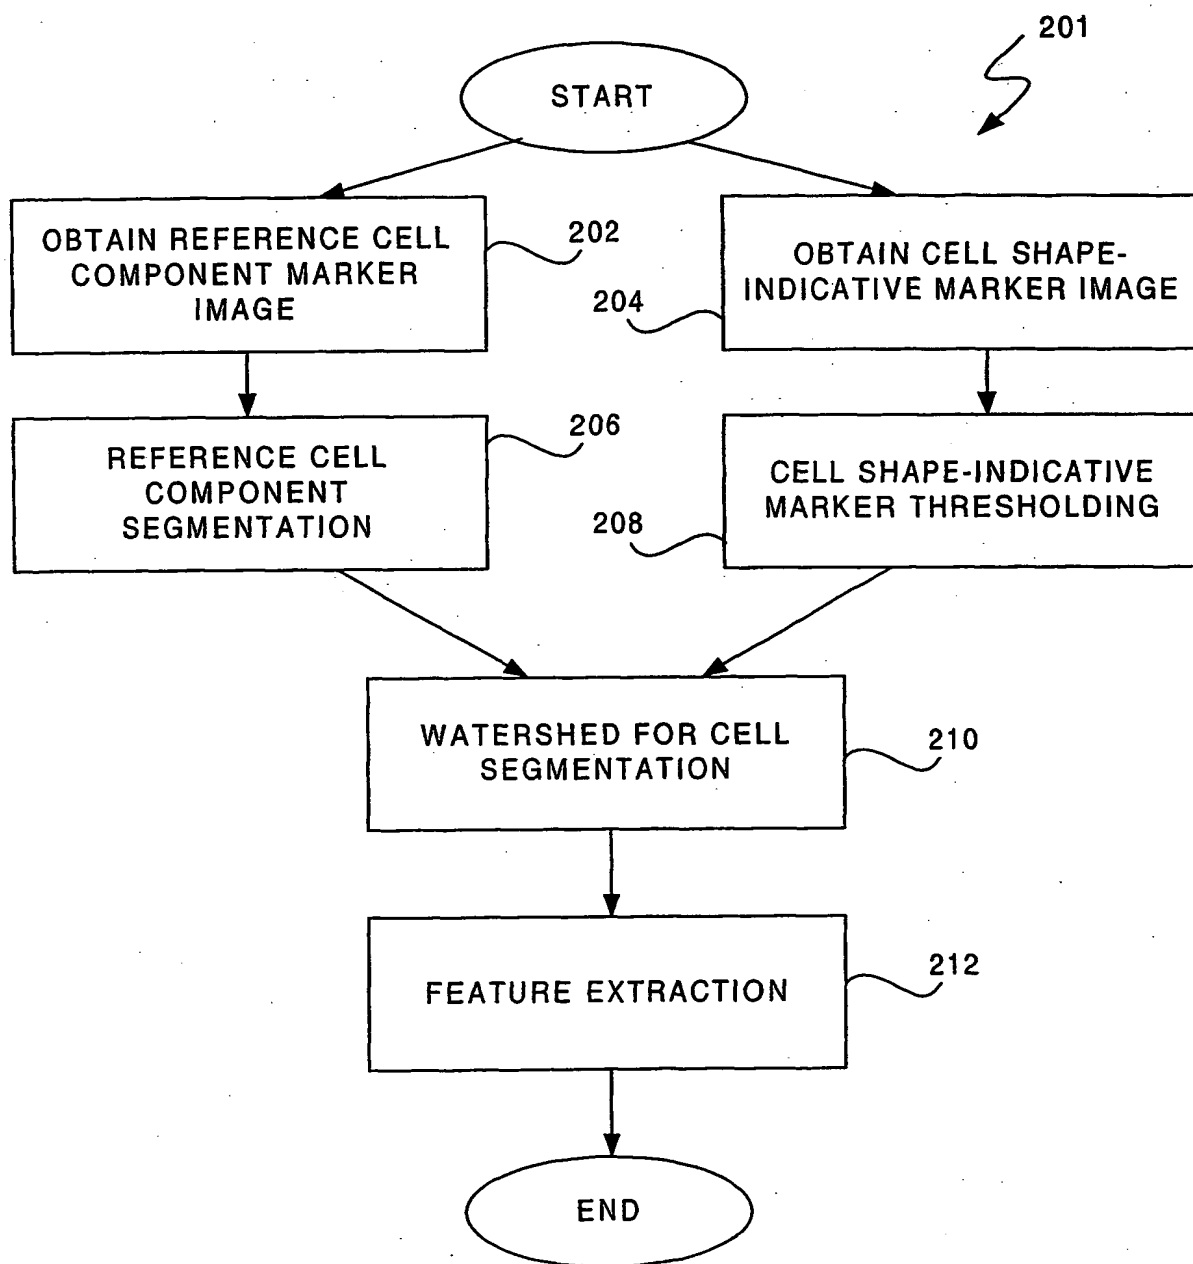 201
START
OBTAIN REFERENCE CELL
COMPONENT MARKER
IMAGE
202
OBTAIN CELL SHAPE-
INDICATIVE MARKER IMAGE
204
REFERENCE CELL
COMPONENT
SEGMENTATION
206
CELL SHAPE-INDICATIVE
MARKER THRESHOLDING
208
WATERSHED FOR CELL
SEGMENTATION
210
FEATURE EXTRACTION
212
END